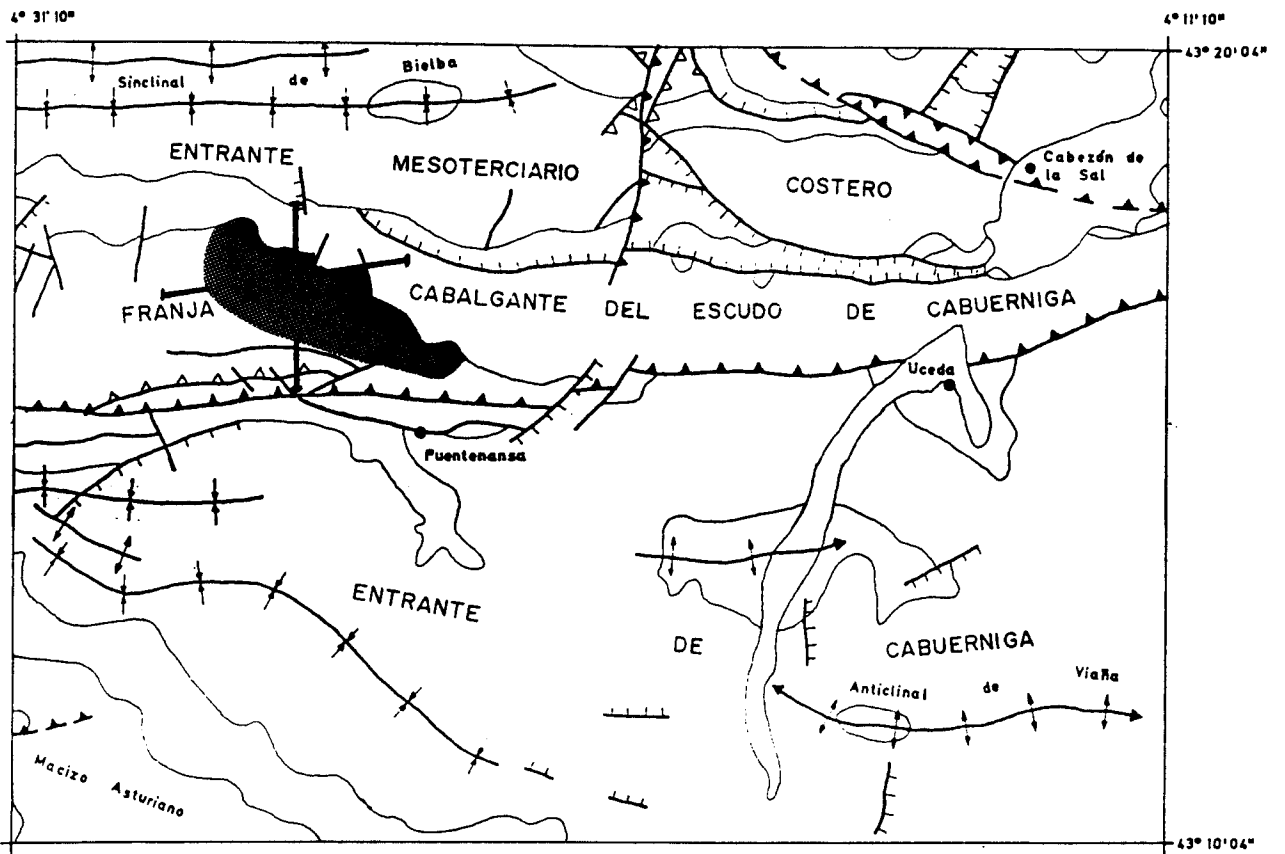 4° 31' 10"
4° 11' 10"
43° 20' 04"
Sinclinal de Bielba
ENTRANTE MESOTERCIARIO COSTERO
Cabezón de
la Sal
FRANJA CABALGANTE DEL ESCUDO DE CABUERNIGA
Uceda
Puentenansa
ENTRANTE DE CABUERNIGA
Anticlinal de Viaña
Macizo Asturiano
43° 10' 04"